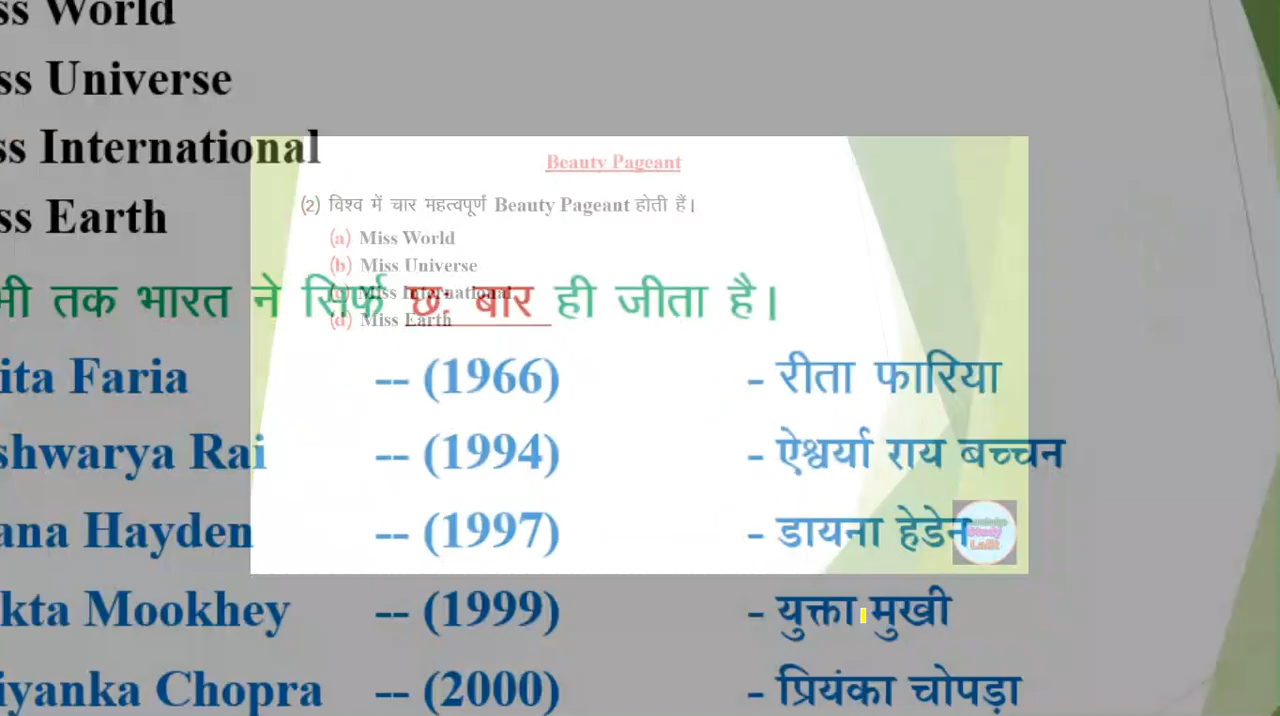 ss World
ss Universe
ss International
ss Earth
भी तक भारत ने सिर्फ छः बार ही जीता है।
ita Faria -- (1966) - रीता फारिया
shwarya Rai -- (1994) - ऐश्वर्या राय बच्चन
ana Hayden -- (1997) - डायना हेडेन
kta Mookhey -- (1999) - युक्ता मुखी
iyanka Chopra -- (2000) - प्रियंका चोपड़ा
Beauty Pageant
(2) विश्व में चार महत्वपूर्ण Beauty Pageant होती हैं।
(a) Miss World
(b) Miss Universe
(c) Miss International
(d) Miss Earth
Study
Lalit